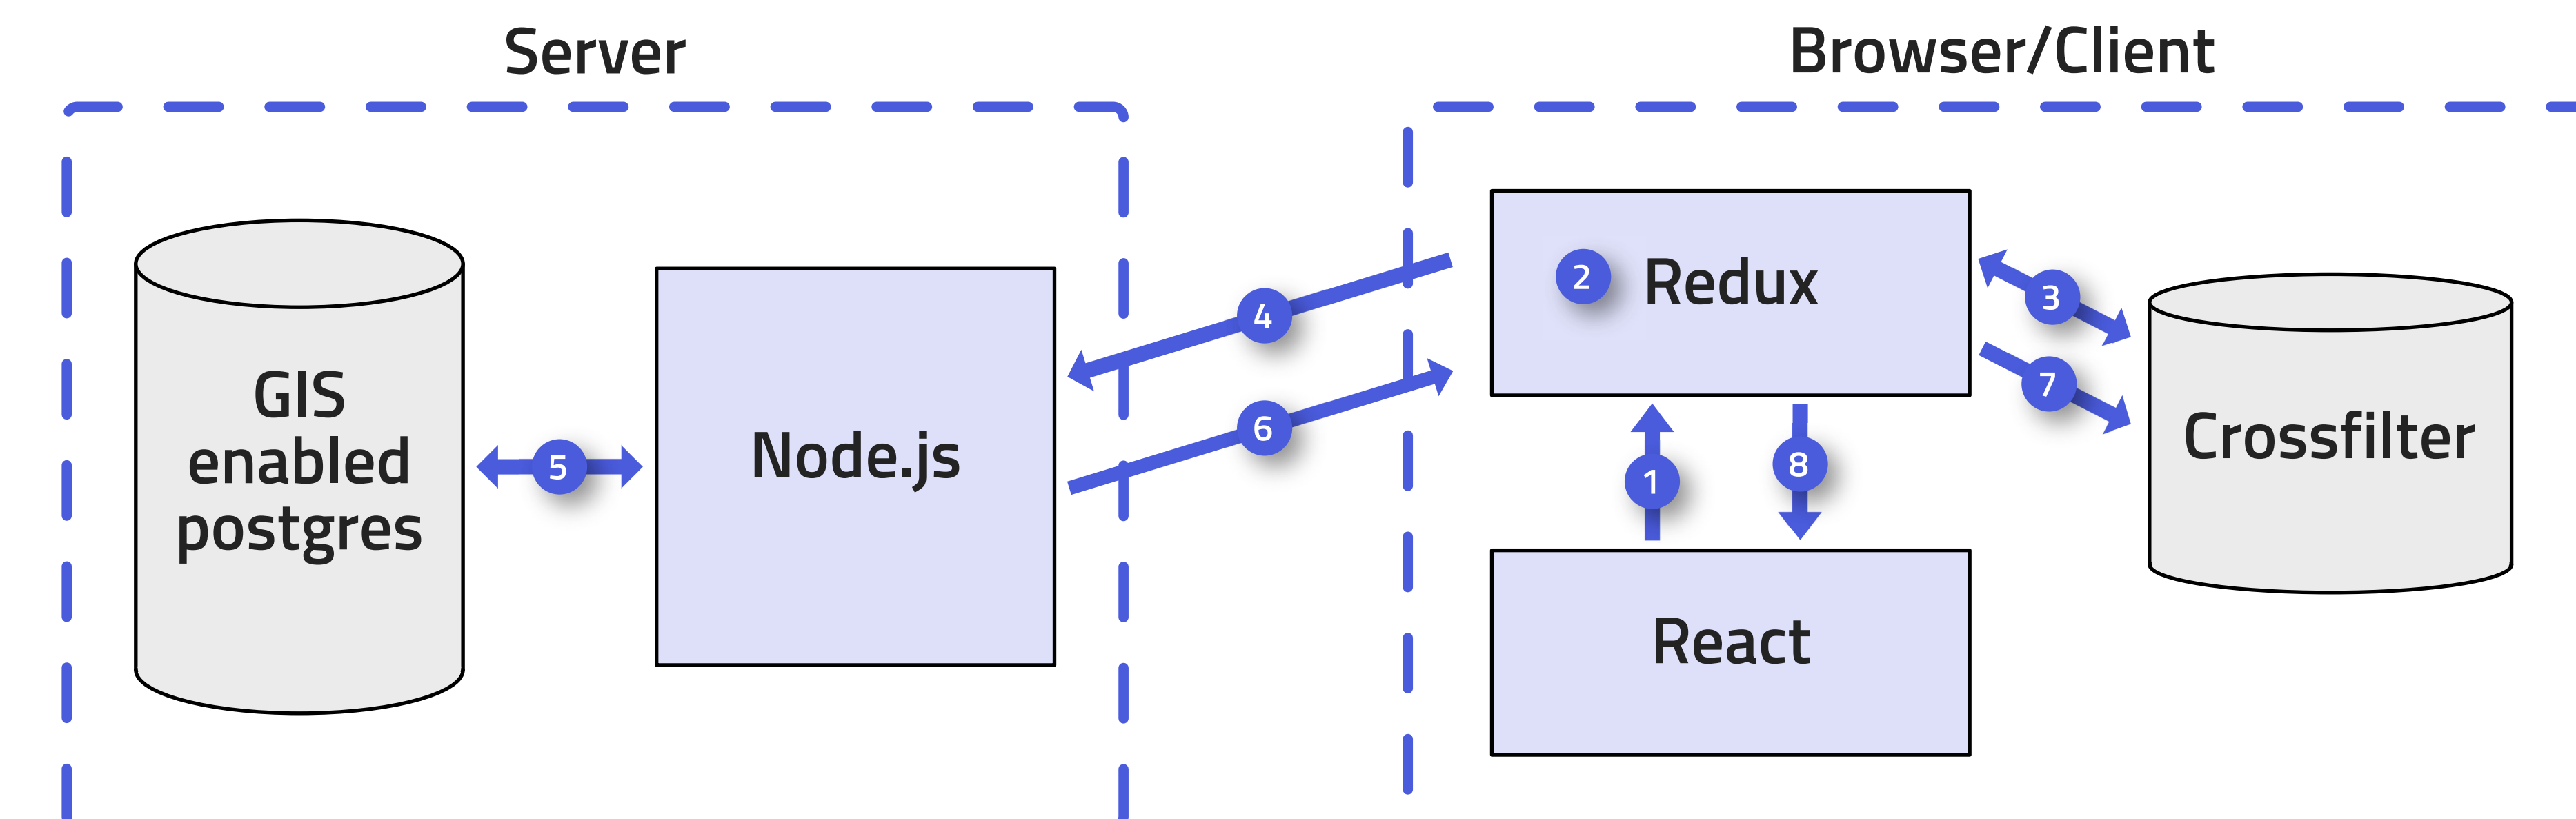 Server
Browser/Client
GIS
enabled
postgres
5
Node.js
4
6
2
Redux
3
7
1
8
React
Crossfilter